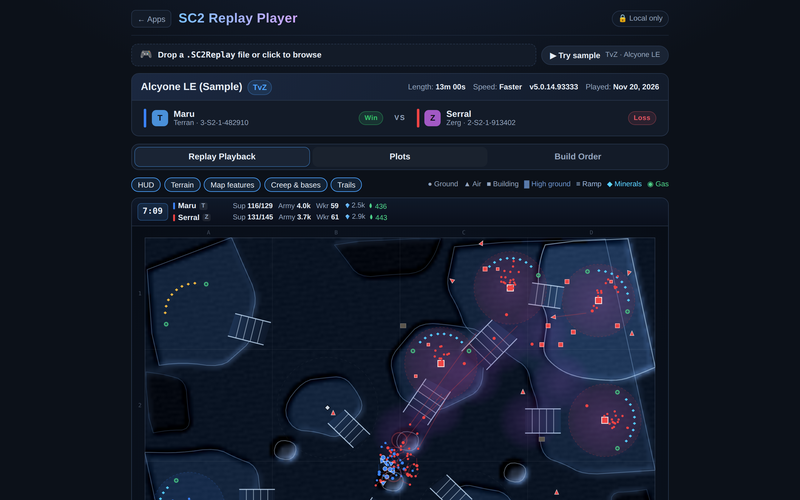 ← Apps SC2 Replay Player 🔒 Local only
🎮 Drop a .SC2Replay file or click to browse ▶ Try sample TvZ · Alcyone LE
Alcyone LE (Sample) TvZ Length: 13m 00s Speed: Faster v5.0.14.93333 Played: Nov 20, 2026
T Maru Win VS Z Serral Loss
Terran · 3-S2-1-482910 Zerg · 2-S2-1-913402
Replay Playback Plots Build Order
HUD Terrain Map features Creep & bases Trails ● Ground ▲ Air ■ Building █ High ground ≡ Ramp ◆ Minerals ◉ Gas
7:09 Maru T Sup 116/129 Army 4.0k Wkr 59 2.5k 436
Serral Z Sup 131/145 Army 3.7k Wkr 61 2.9k 443
A B C D